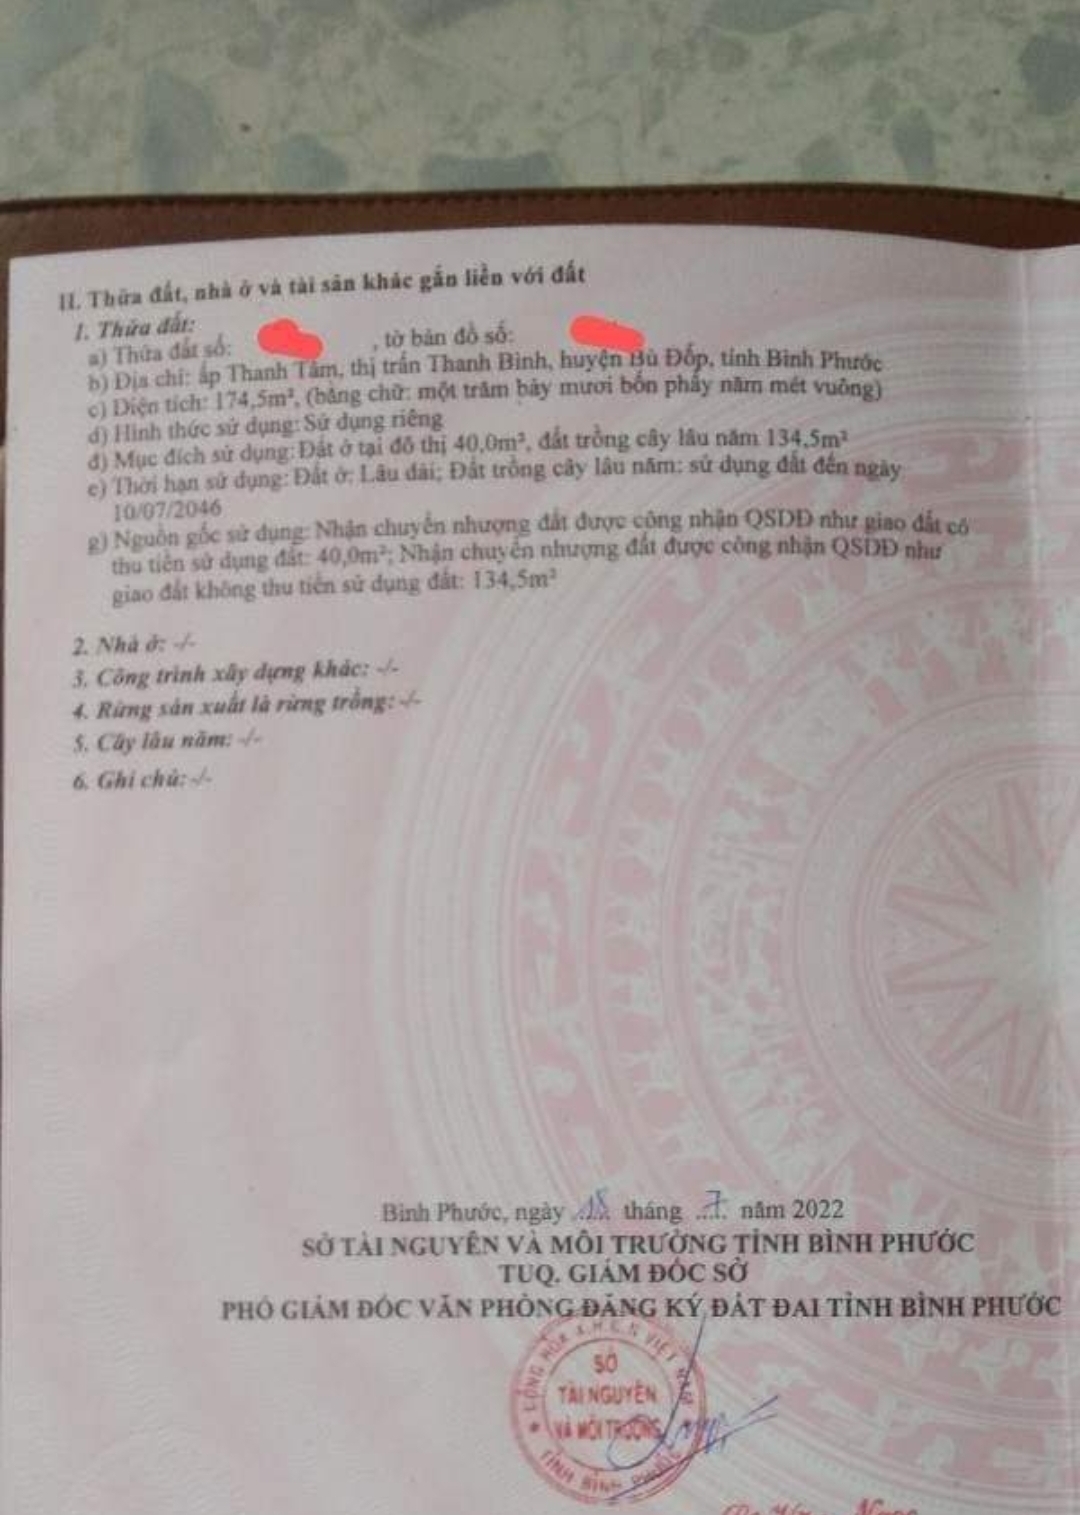 II. Thửa đất, nhà ở và tài sản khác gắn liền với đất
1. Thửa đất:
a) Thửa đất số: , tờ bản đồ số:
b) Địa chỉ: ấp Thanh Tâm, thị trấn Thanh Bình, huyện Bù Đốp, tỉnh Bình Phước
c) Diện tích: 174,5m², (bằng chữ: một trăm bảy mươi bốn phẩy năm mét vuông)
d) Hình thức sử dụng: Sử dụng riêng
đ) Mục đích sử dụng: Đất ở tại đô thị 40,0m², đất trồng cây lâu năm 134,5m²
e) Thời hạn sử dụng: Đất ở: Lâu dài; Đất trồng cây lâu năm: sử dụng đất đến ngày
10/07/2046
g) Nguồn gốc sử dụng: Nhận chuyển nhượng đất được công nhận QSDĐ như giao đất có
thu tiền sử dụng đất: 40,0m²; Nhận chuyển nhượng đất được công nhận QSDĐ như
giao đất không thu tiền sử dụng đất: 134,5m²
2. Nhà ở: -/-
3. Công trình xây dựng khác: -/-
4. Rừng sản xuất là rừng trồng: -/-
5. Cây lâu năm: -/-
6. Ghi chú: -/-
Bình Phước, ngày 18 tháng 7 năm 2022
SỞ TÀI NGUYÊN VÀ MÔI TRƯỜNG TỈNH BÌNH PHƯỚC
TUQ. GIÁM ĐỐC SỞ
PHÓ GIÁM ĐỐC VĂN PHÒNG ĐĂNG KÝ ĐẤT ĐAI TỈNH BÌNH PHƯỚC
CỘNG HÒA X.H.C.N VIỆT NAM
SỞ
TÀI NGUYÊN
VÀ MÔI TRƯỜNG
TỈNH BÌNH PHƯỚC